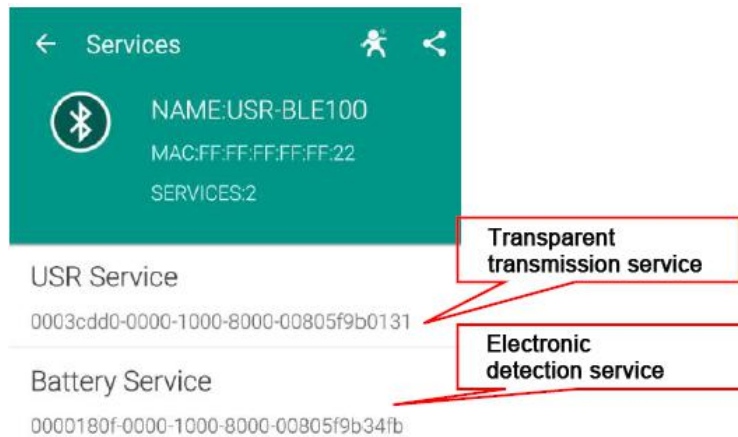 Services
NAME:USR-BLE100
MAC:FF:FF:FF:FF:FF:22
SERVICES:2
Transparent
transmission service
USR Service
0003cdd0-0000-1000-8000-00805f9b0131
Electronic
detection service
Battery Service
0000180f-0000-1000-8000-00805f9b34fb